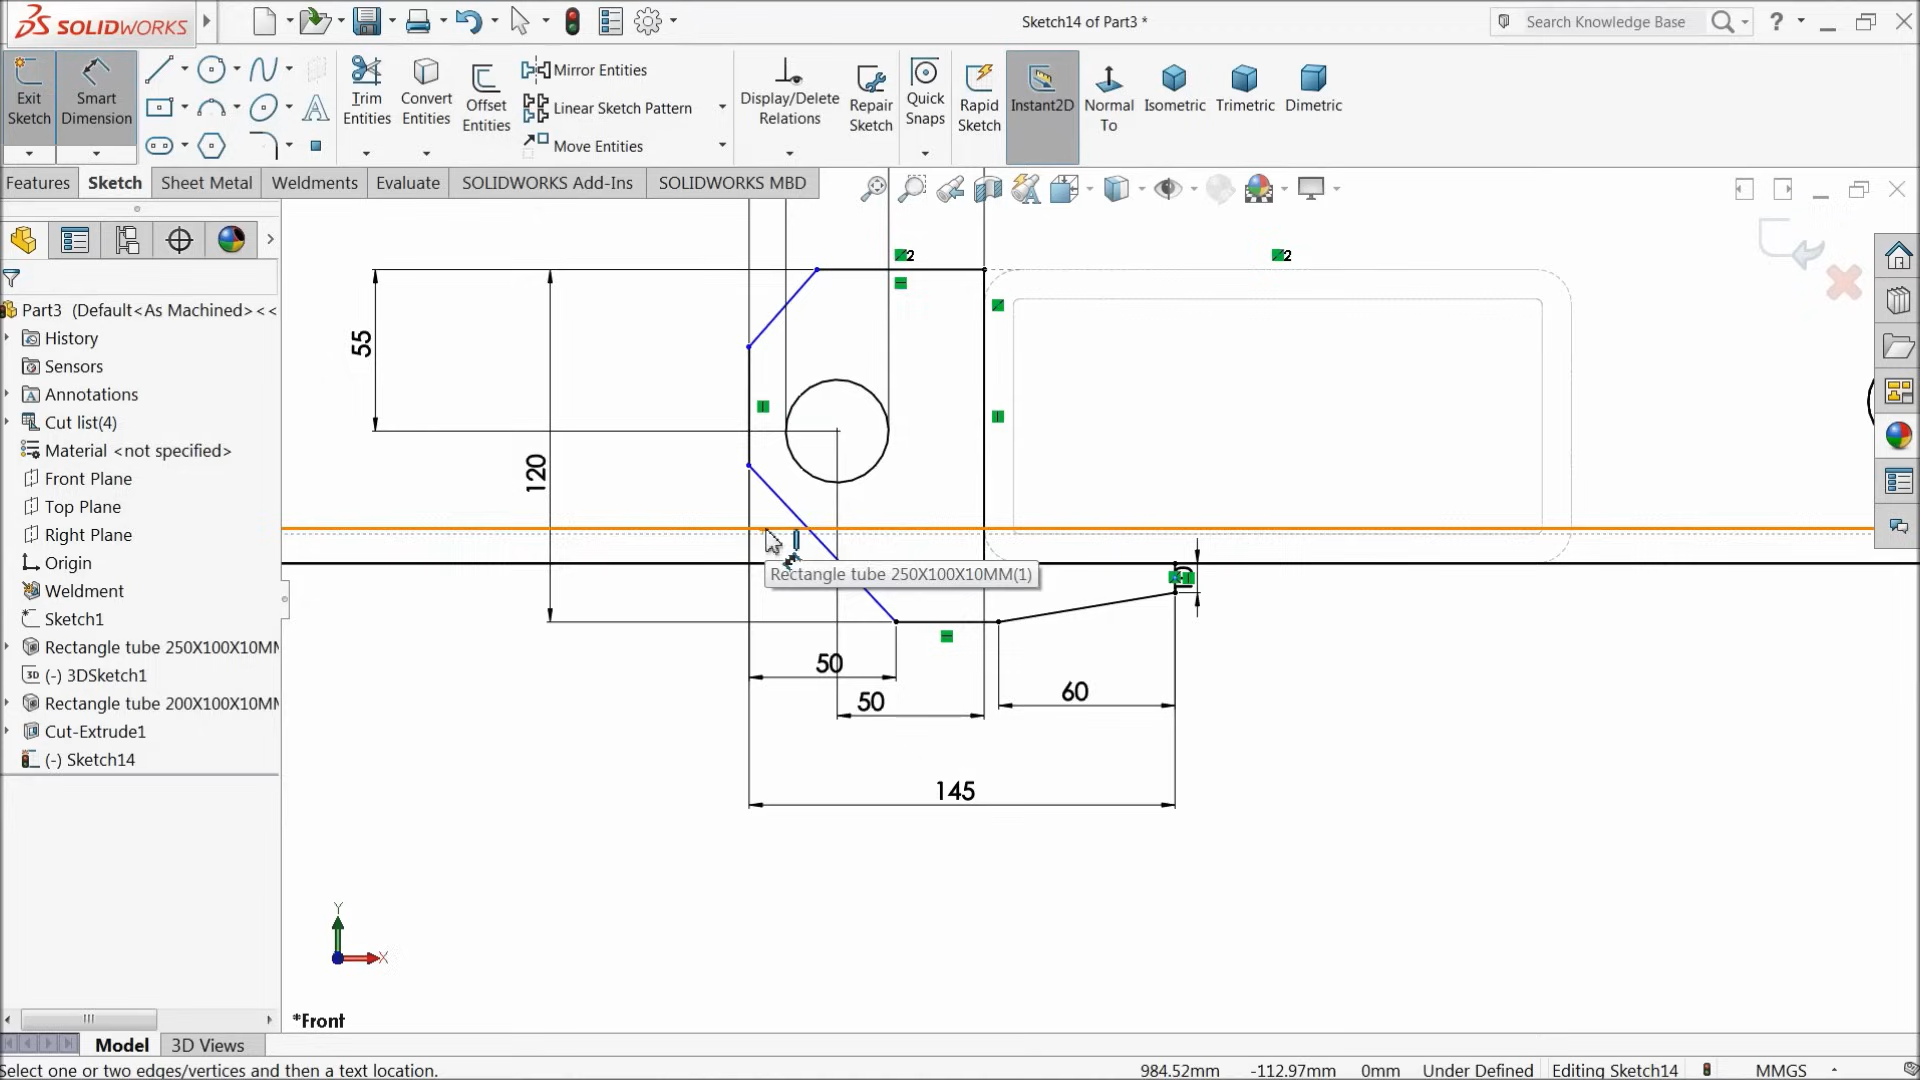 SOLIDWORKS
Sketch14 of Part3 *
Search Knowledge Base
?
Exit Sketch
Smart Dimension
Trim Entities
Convert Entities
Offset Entities
Mirror Entities
Linear Sketch Pattern
Move Entities
Display/Delete Relations
Repair Sketch
Quick Snaps
Rapid Sketch
Instant2D
Normal To
Isometric
Trimetric
Dimetric
Features
Sketch
Sheet Metal
Weldments
Evaluate
SOLIDWORKS Add-Ins
SOLIDWORKS MBD
Part3 (Default<As Machined><<
History
Sensors
Annotations
Cut list(4)
Material <not specified>
Front Plane
Top Plane
Right Plane
Origin
Weldment
Sketch1
Rectangle tube 250X100X10MM
(-) 3DSketch1
Rectangle tube 200X100X10MM
Cut-Extrude1
(-) Sketch14
2
2
55
120
Rectangle tube 250X100X10MM(1)
50
50
60
145
Y
X
*Front
Model
3D Views
Select one or two edges/vertices and then a text location.
984.52mm
-112.97mm
0mm
Under Defined
Editing Sketch14
MMGS